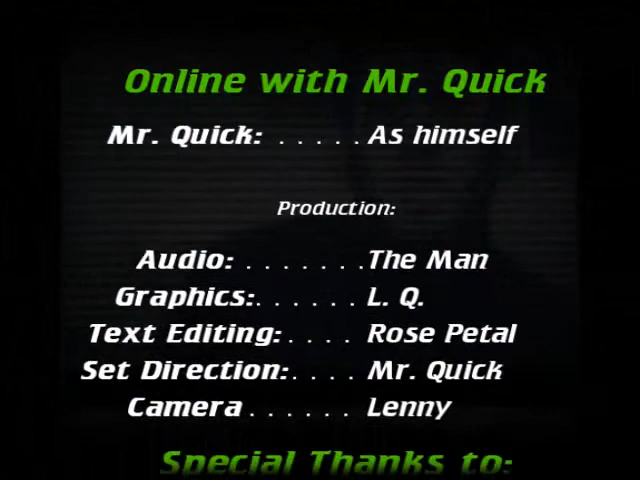 Online with Mr. Quick
Mr. Quick: . . . . . As himself
Production:
Audio: . . . . . . . The Man
Graphics: . . . . . . L. Q.
Text Editing: . . . . Rose Petal
Set Direction: . . . . Mr. Quick
Camera . . . . . . Lenny
Special Thanks to: